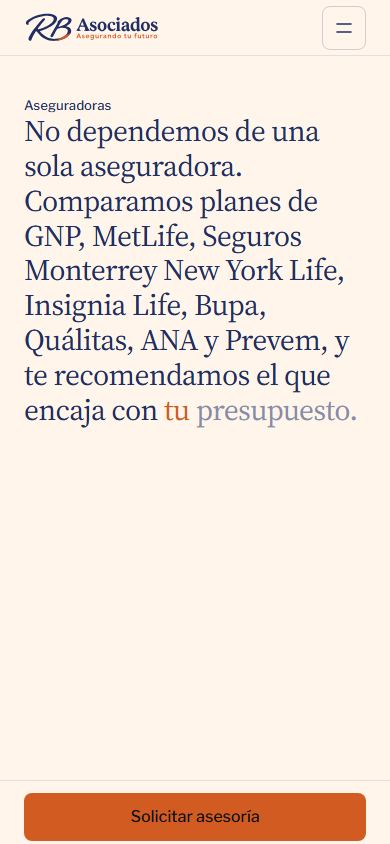 RB Asociados
Asegurando tu futuro
Aseguradoras
No dependemos de una
sola aseguradora.
Comparamos planes de
GNP, MetLife, Seguros
Monterrey New York Life,
Insignia Life, Bupa,
Quálitas, ANA y Prevem, y
te recomendamos el que
encaja con tu presupuesto.
Solicitar asesoría